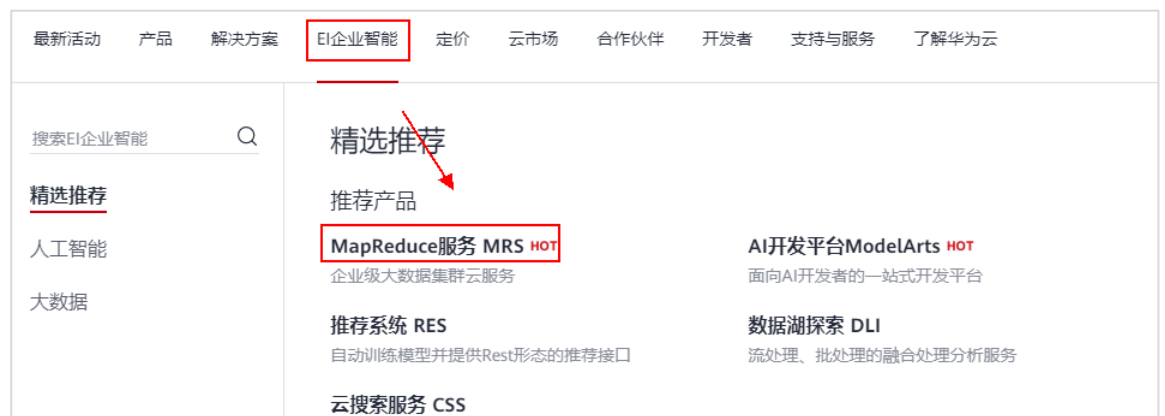 最新活动 产品 解决方案 EI企业智能 定价 云市场 合作伙伴 开发者 支持与服务 了解华为云
搜索EI企业智能
精选推荐
人工智能
大数据
精选推荐
推荐产品
MapReduce服务 MRS HOT
企业级大数据集群云服务
AI开发平台ModelArts HOT
面向AI开发者的一站式开发平台
推荐系统 RES
自动训练模型并提供Rest形态的推荐接口
数据湖探索 DLI
流处理、批处理的融合处理分析服务
云搜索服务 CSS